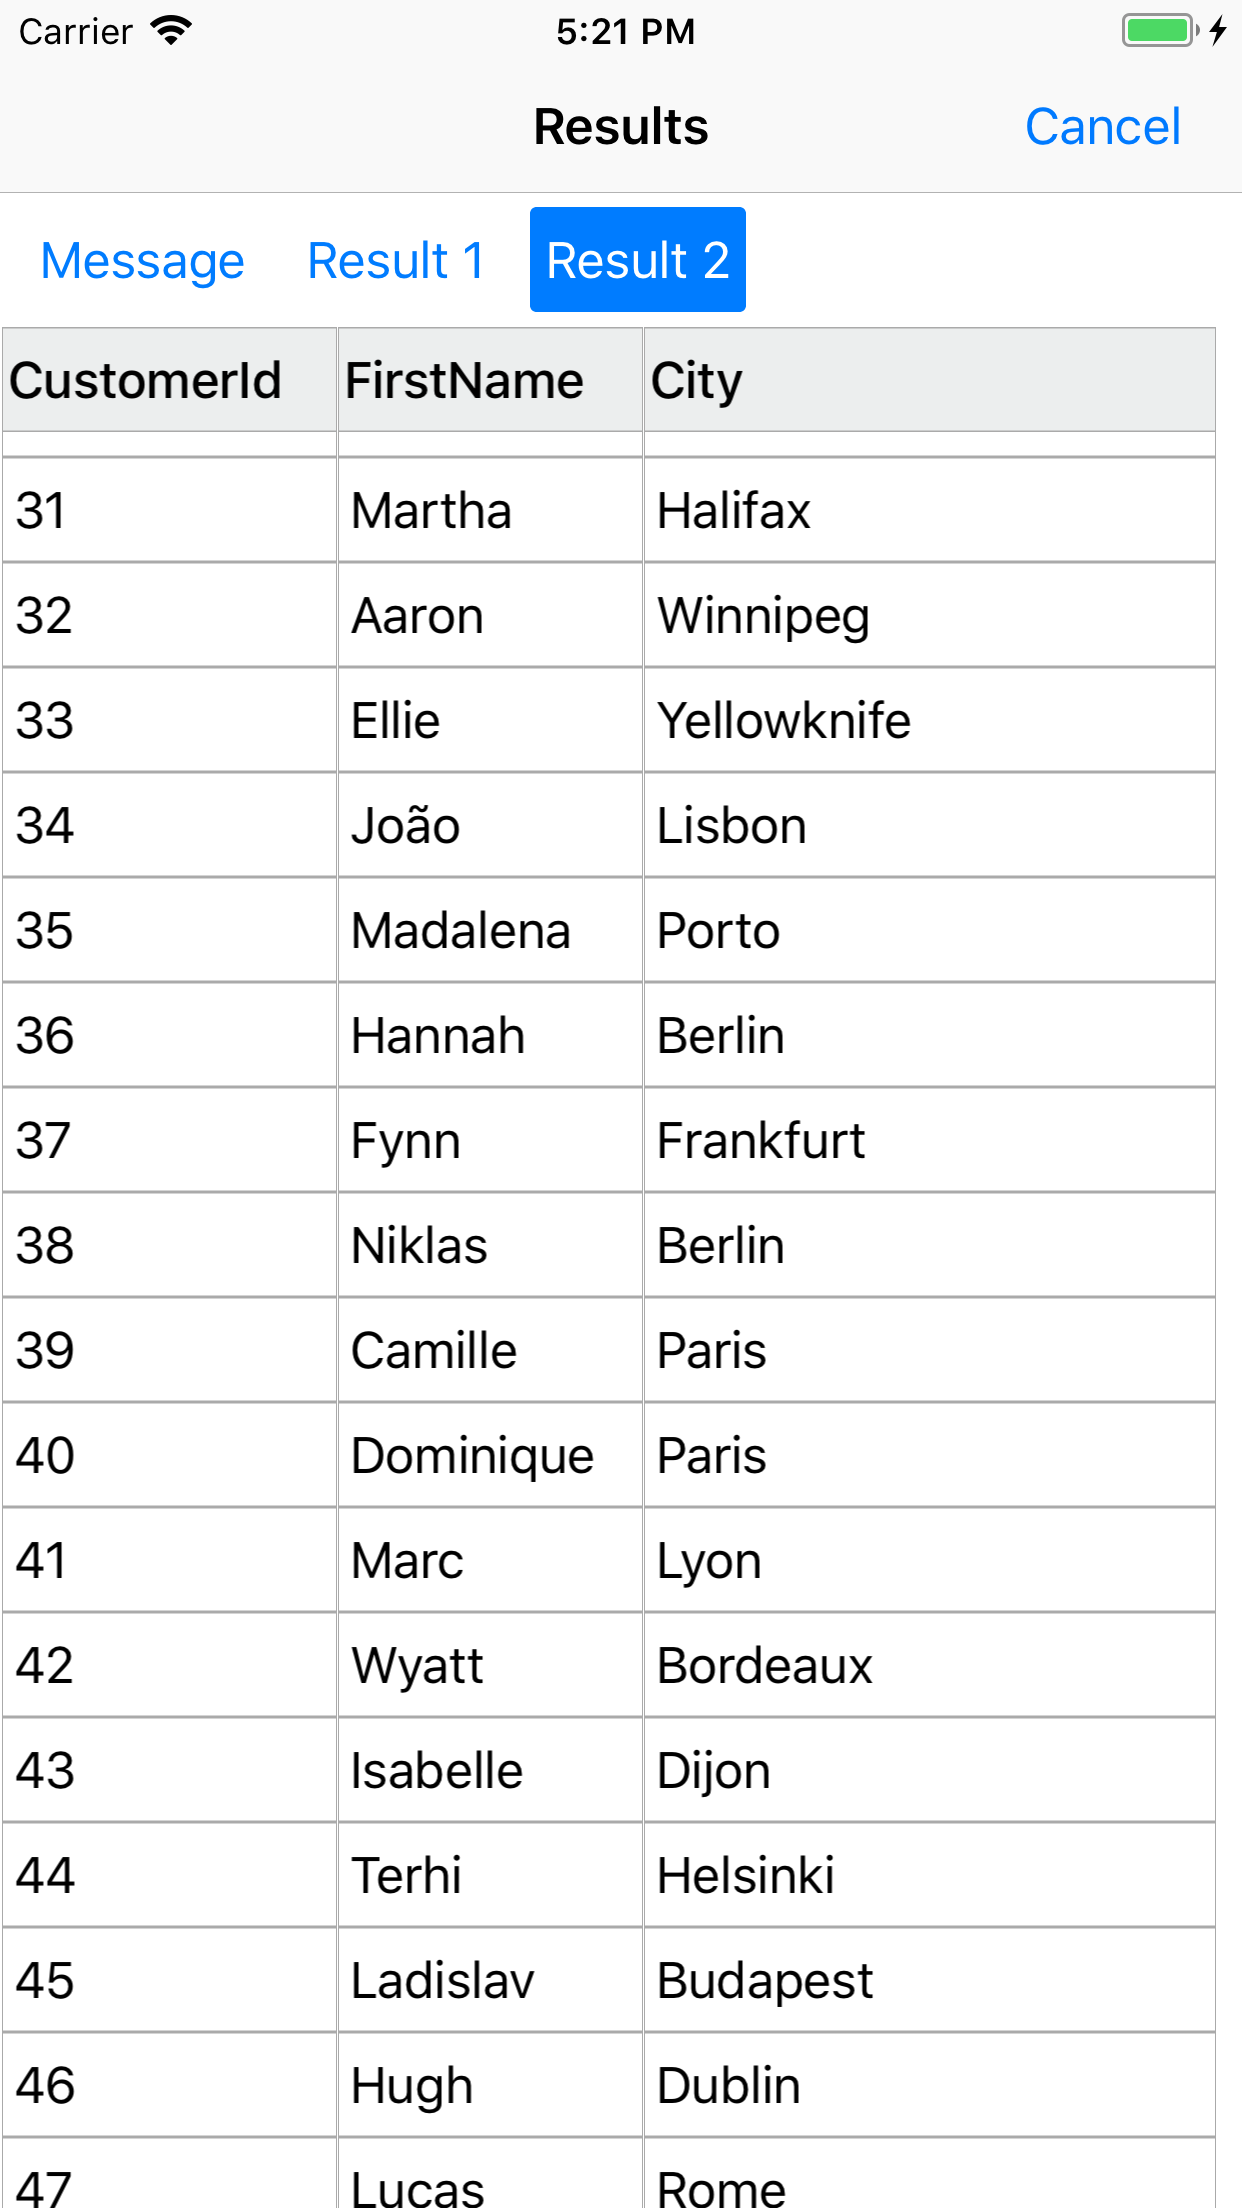 Carrier 5:21 PM
Results Cancel
Message Result 1 Result 2
CustomerId FirstName City
31 Martha Halifax
32 Aaron Winnipeg
33 Ellie Yellowknife
34 João Lisbon
35 Madalena Porto
36 Hannah Berlin
37 Fynn Frankfurt
38 Niklas Berlin
39 Camille Paris
40 Dominique Paris
41 Marc Lyon
42 Wyatt Bordeaux
43 Isabelle Dijon
44 Terhi Helsinki
45 Ladislav Budapest
46 Hugh Dublin
47 Lucas Rome